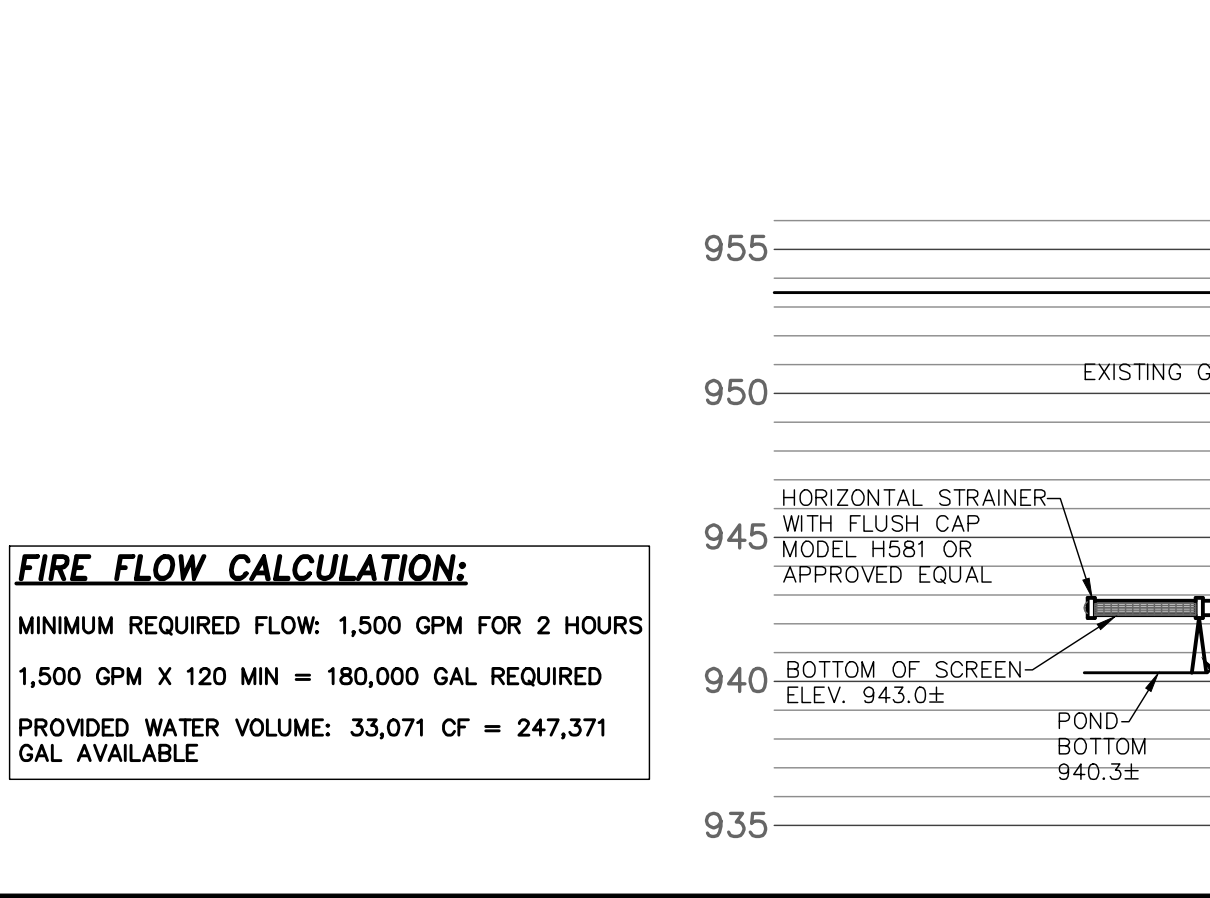 FIRE FLOW CALCULATION:
MINIMUM REQUIRED FLOW: 1,500 GPM FOR 2 HOURS
1,500 GPM X 120 MIN = 180,000 GAL REQUIRED
PROVIDED WATER VOLUME: 33,071 CF = 247,371
GAL AVAILABLE
955
950
945
940
935
EXISTING G
HORIZONTAL STRAINER
WITH FLUSH CAP
MODEL H581 OR
APPROVED EQUAL
BOTTOM OF SCREEN
ELEV. 943.0±
POND
BOTTOM
940.3±